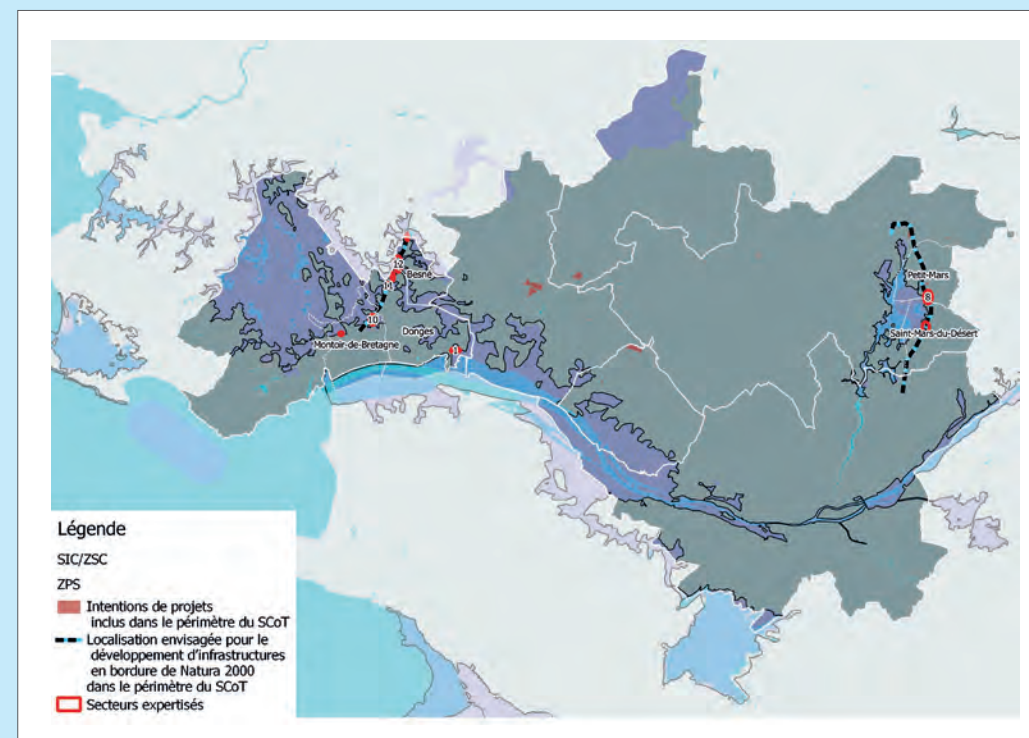 12
Besné
11
10
Donges
Montoir-de-Bretagne
1
Petit-Mars
8
Saint-Mars-du-Désert
Légende
SIC/ZSC
ZPS
Intentions de projets
inclus dans le périmètre du SCoT
Localisation envisagée pour le
développement d'infrastructures
en bordure de Natura 2000
dans le périmètre du SCoT
Secteurs expertisés